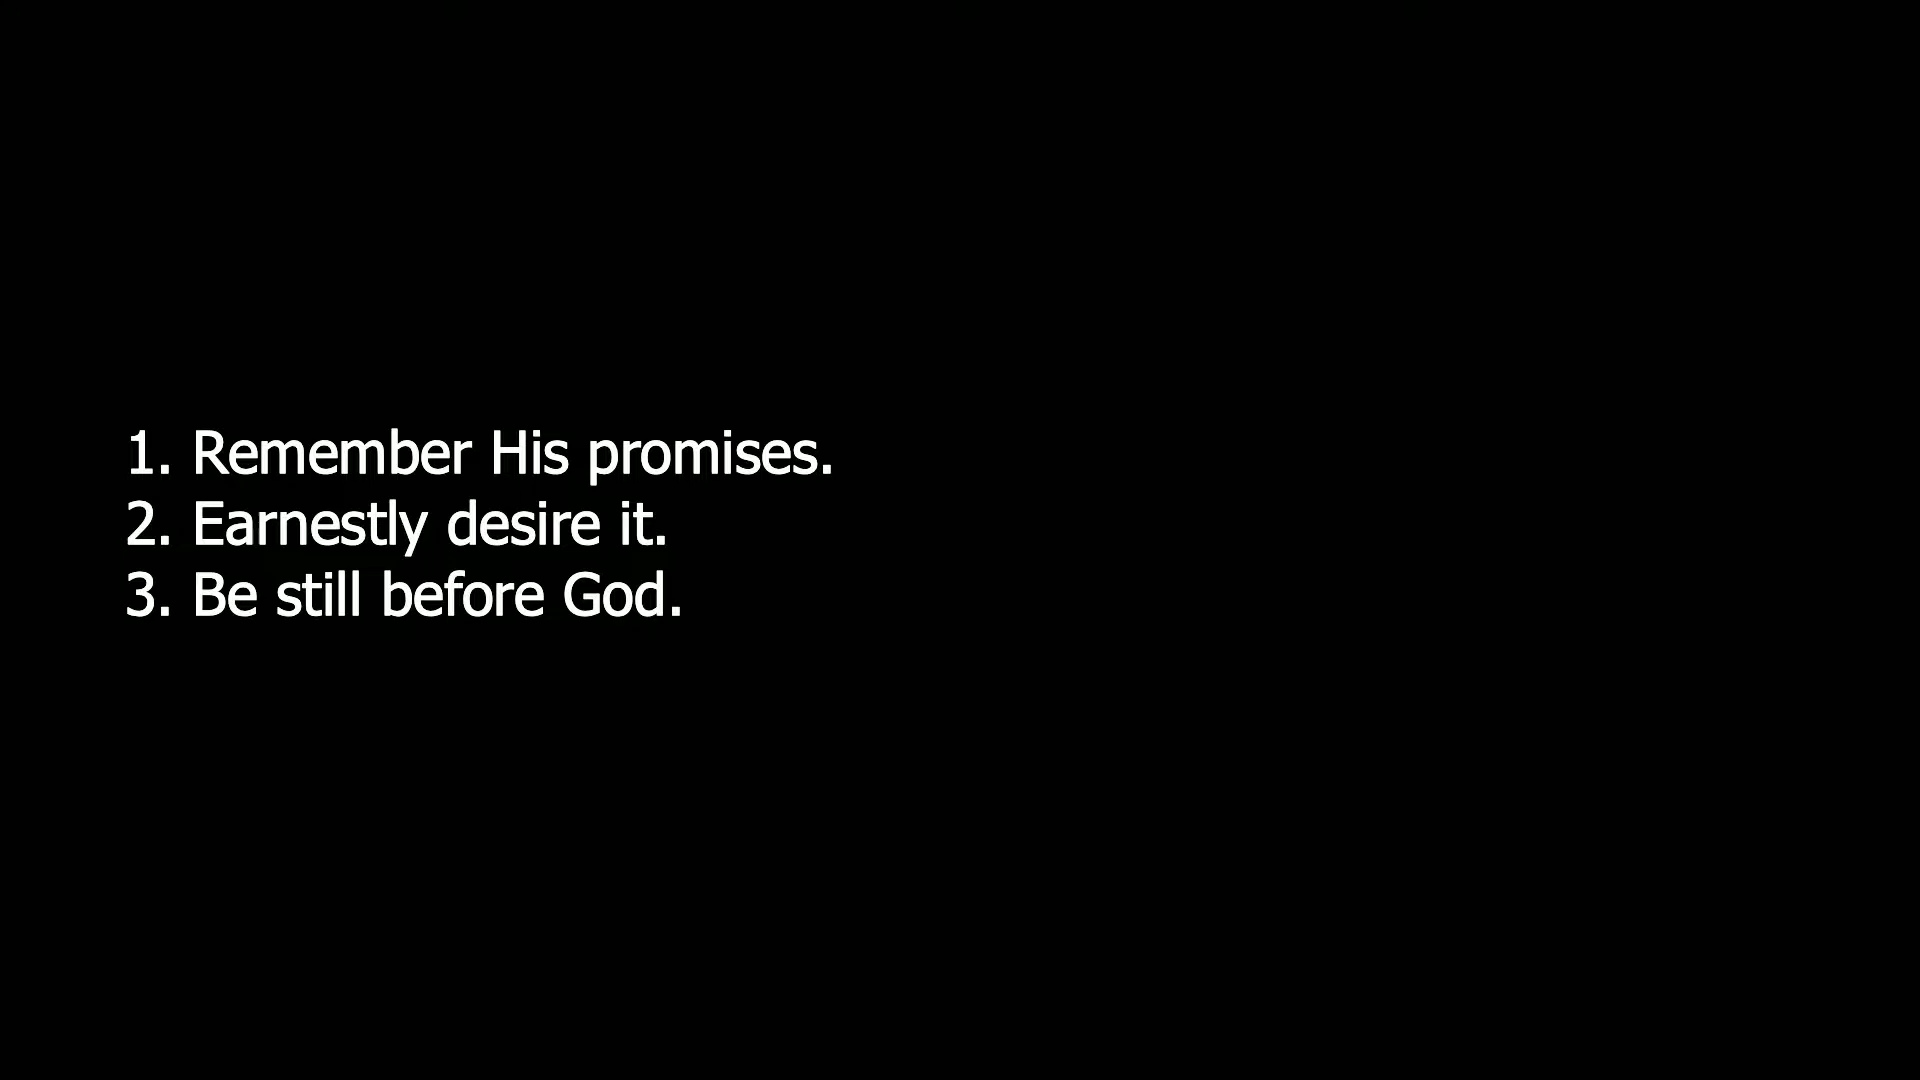 1. Remember His promises.
2. Earnestly desire it.
3. Be still before God.